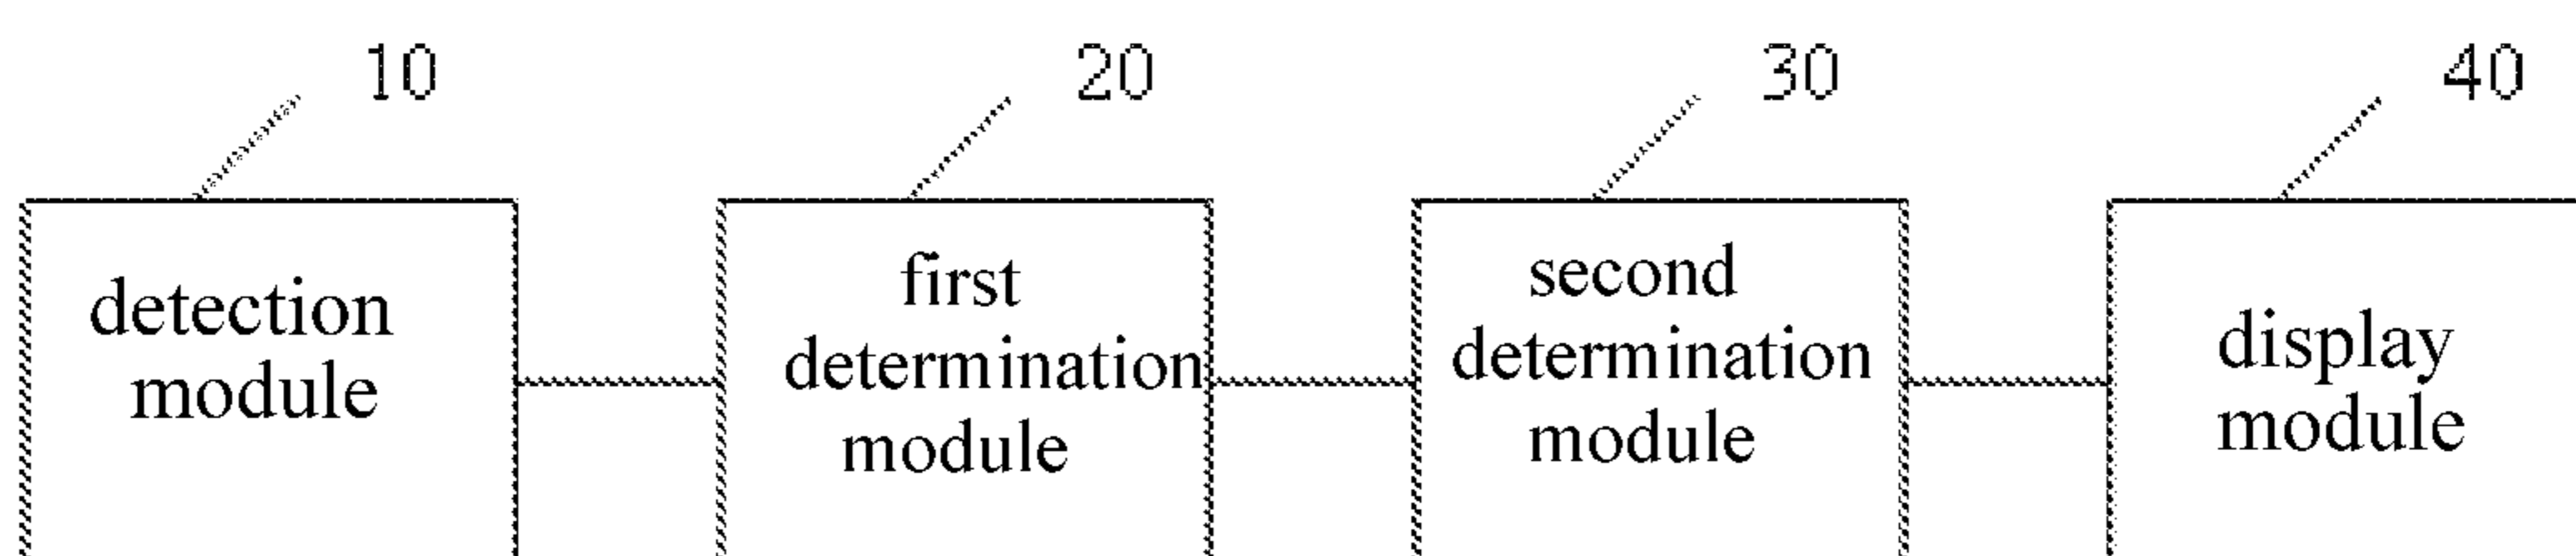 10
20
30
40
detection
module
first
determination
module
second
determination
module
display
module